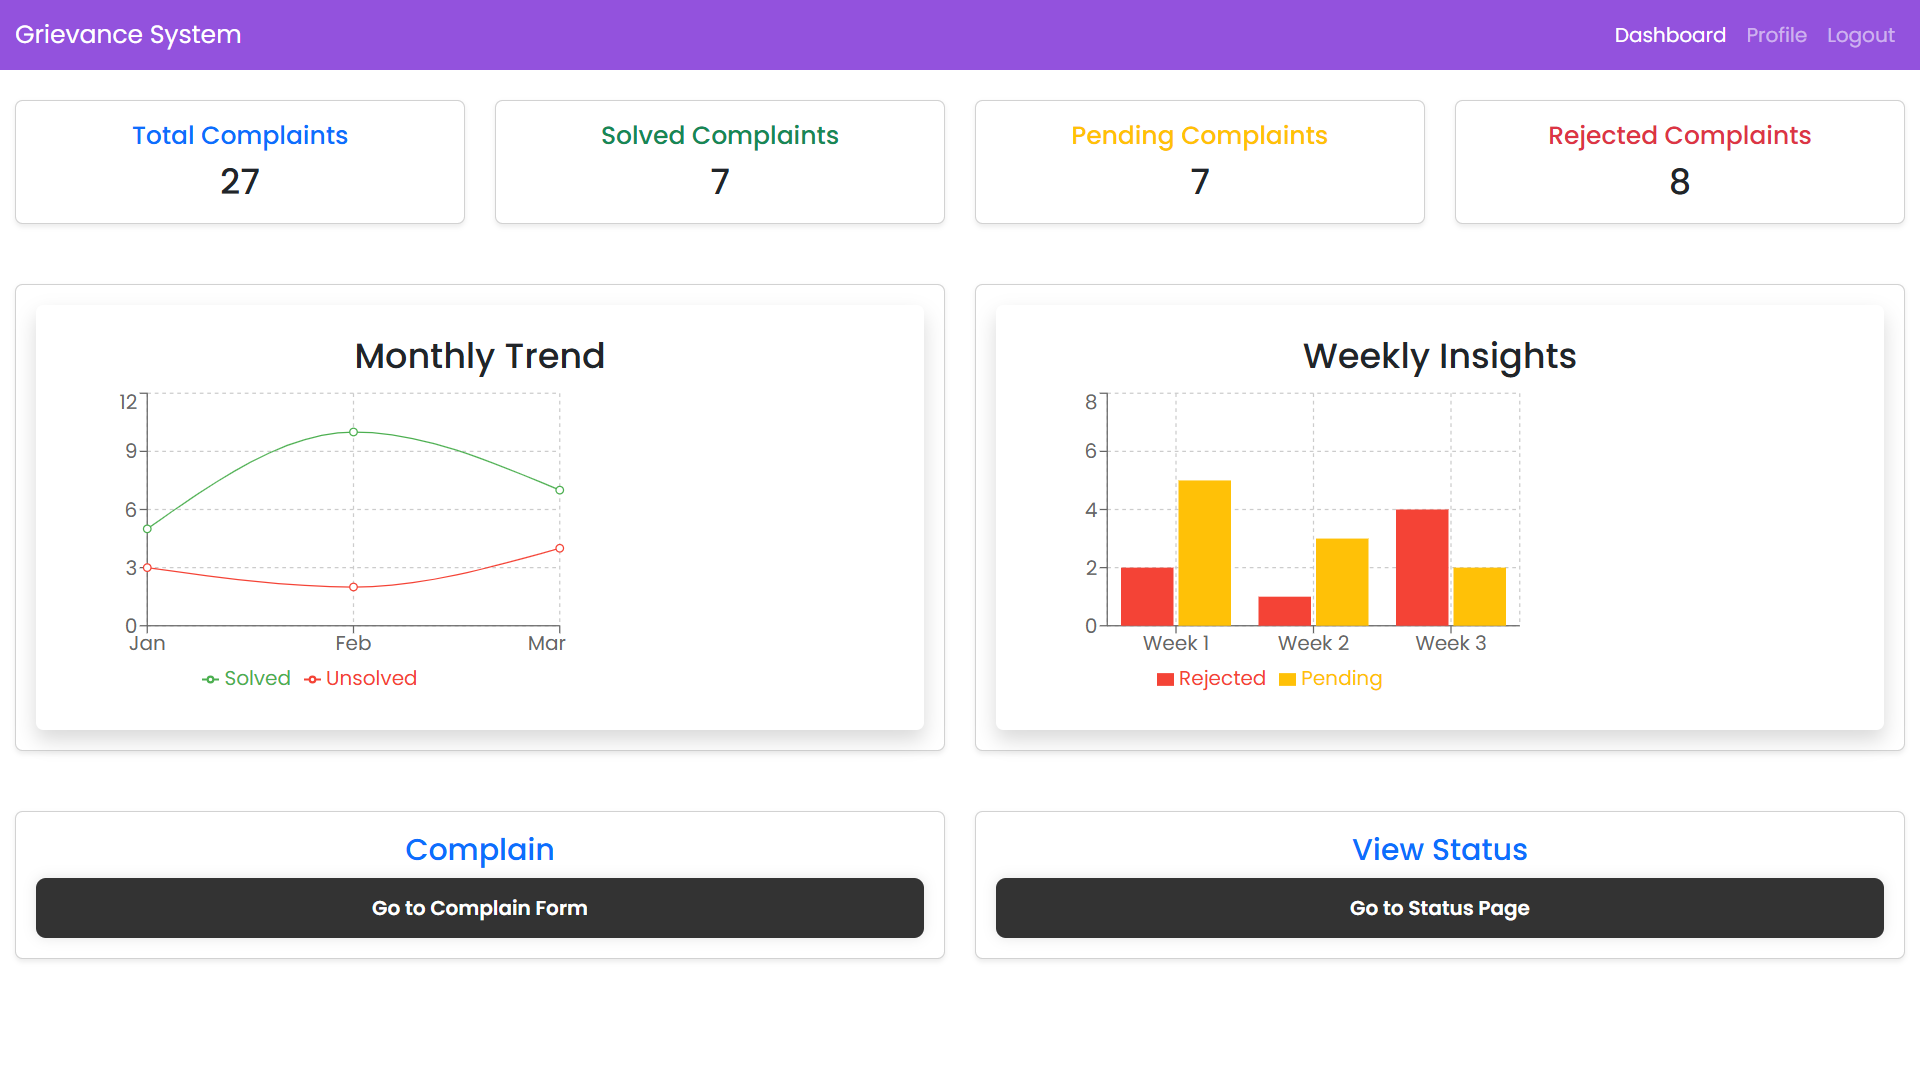 Grievance System
Dashboard Profile Logout
Total Complaints
27
Solved Complaints
7
Pending Complaints
7
Rejected Complaints
8
Monthly Trend
12
9
6
3
0
Jan Feb Mar
Solved Unsolved
Weekly Insights
8
6
4
2
0
Week 1 Week 2 Week 3
Rejected Pending
Complain
Go to Complain Form
View Status
Go to Status Page